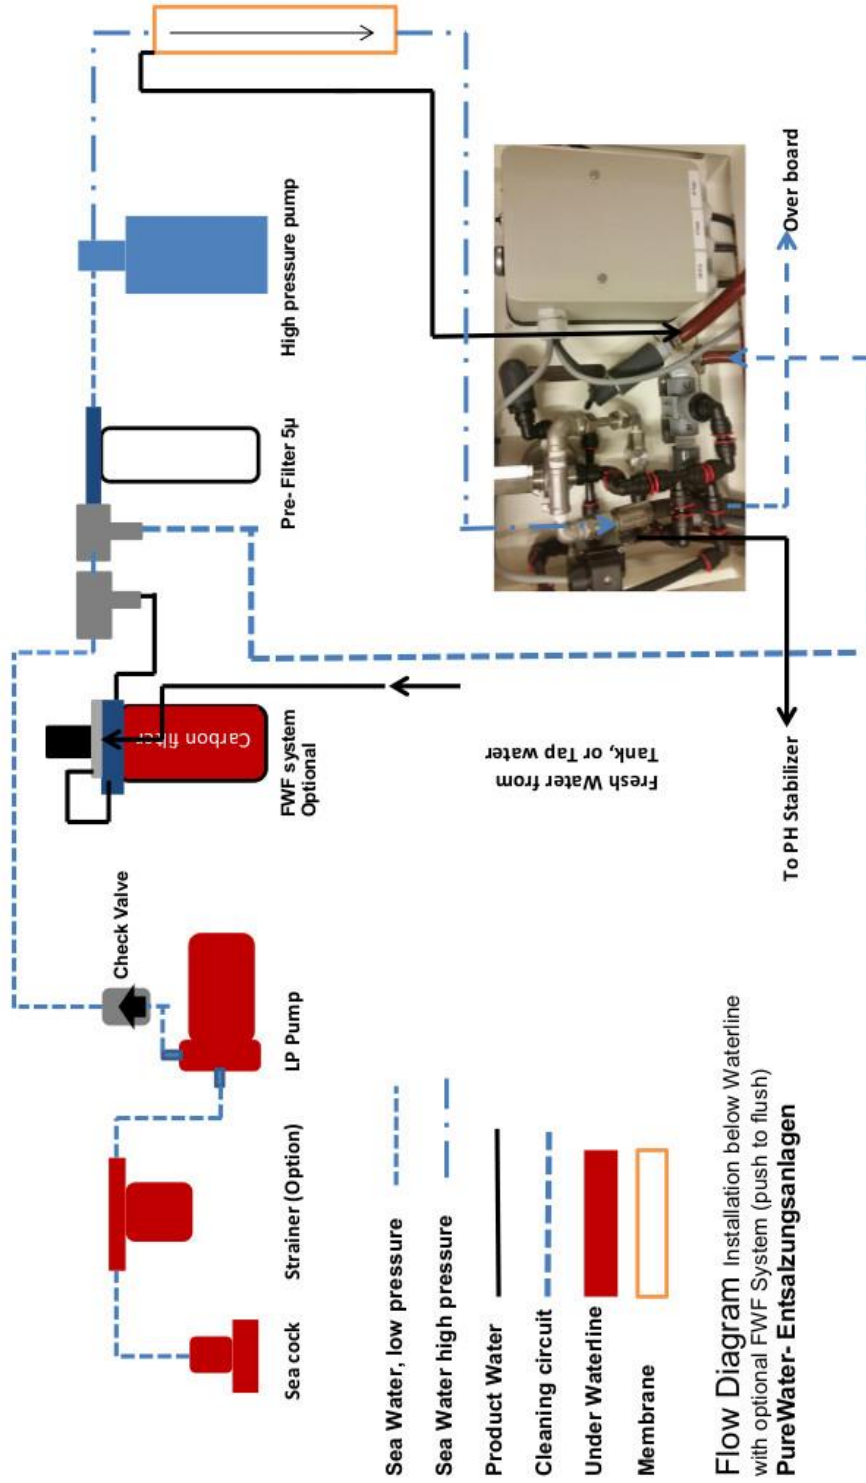 Sea cock
Strainer (Option)
LP Pump
Check Valve
FWF system
Optional
Carbon filter
Pre- Filter 5µ
High pressure pump
Fresh Water from
Tank, or Tap water
Over board
To PH Stabilizer
Sea Water, low pressure
Sea Water high pressure
Product Water
Cleaning circuit
Under Waterline
Membrane
Flow Diagram Installation below Waterline
with optional FWF System (push to flush)
PureWater- Entsalzungsanlagen